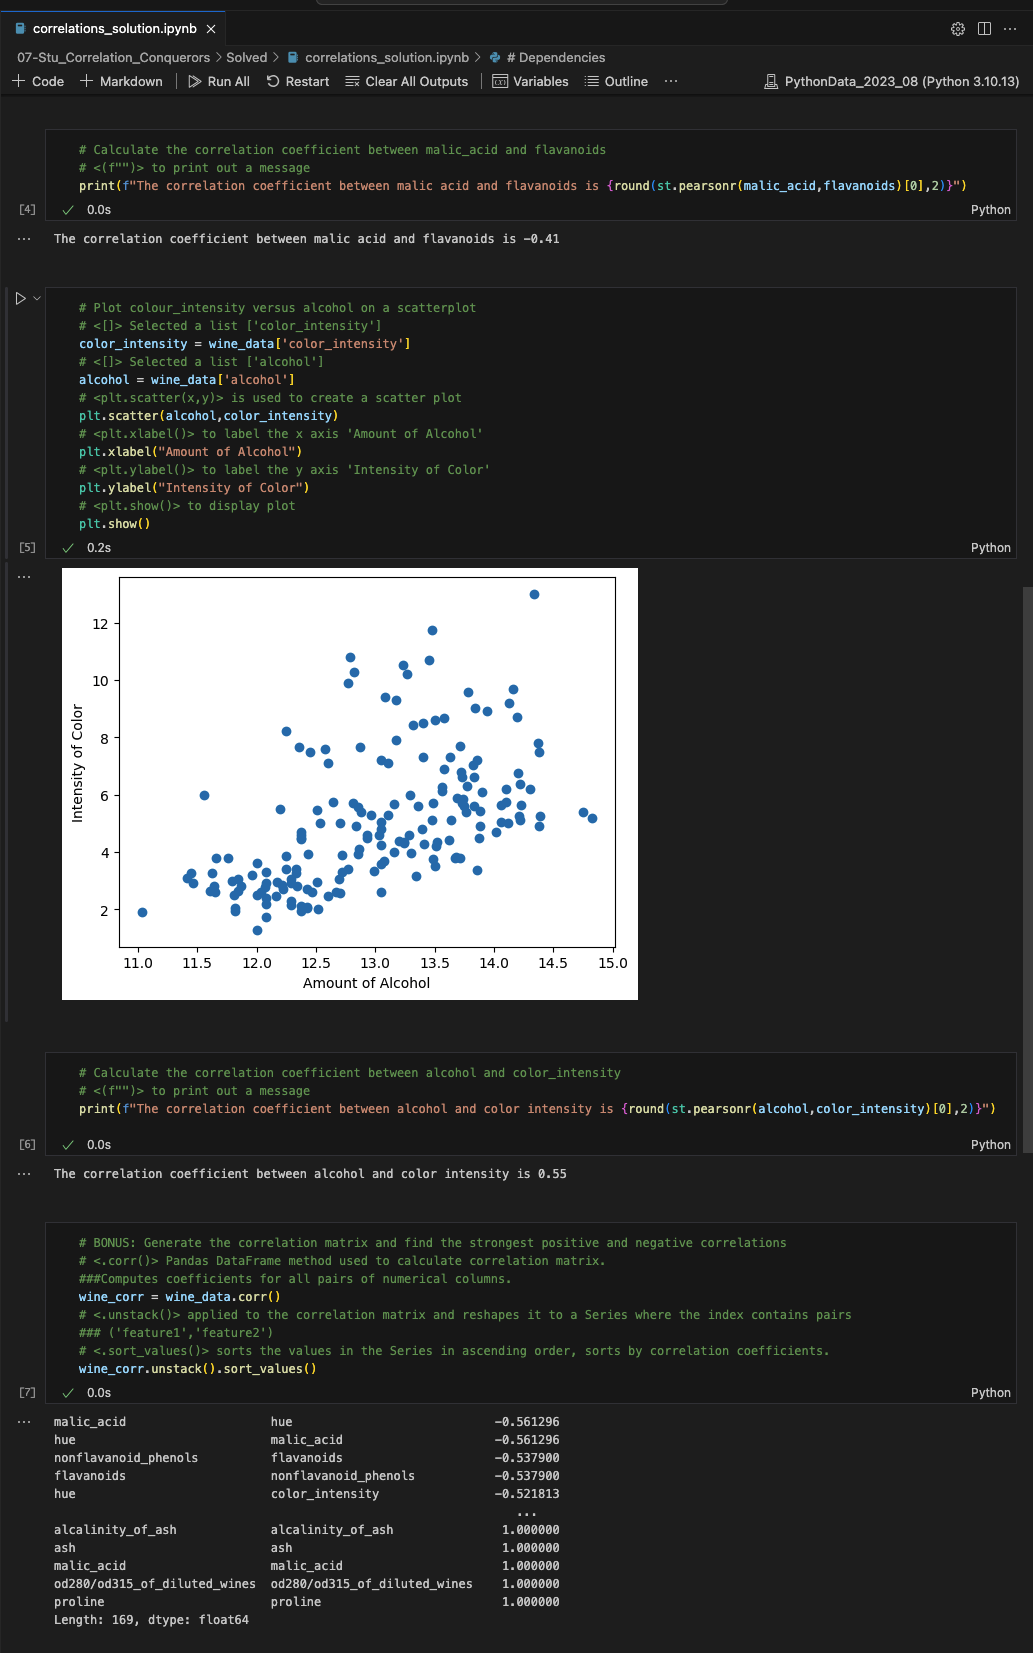 correlations_solution.ipynb ×
07-Stu_Correlation_Conquerors > Solved > correlations_solution.ipynb > # Dependencies
+ Code + Markdown | Run All Restart Clear All Outputs | Variables Outline ... PythonData_2023_08 (Python 3.10.13)
# Calculate the correlation coefficient between malic_acid and flavanoids
# <(f"")> to print out a message
print(f"The correlation coefficient between malic acid and flavanoids is {round(st.pearsonr(malic_acid,flavanoids)[0],2)}")
[4] ✓ 0.0s Python
... The correlation coefficient between malic acid and flavanoids is -0.41
# Plot colour_intensity versus alcohol on a scatterplot
# <[]> Selected a list ['color_intensity']
color_intensity = wine_data['color_intensity']
# <[]> Selected a list ['alcohol']
alcohol = wine_data['alcohol']
# <plt.scatter(x,y)> is used to create a scatter plot
plt.scatter(alcohol,color_intensity)
# <plt.xlabel()> to label the x axis 'Amount of Alcohol'
plt.xlabel("Amount of Alcohol")
# <plt.ylabel()> to label the y axis 'Intensity of Color'
plt.ylabel("Intensity of Color")
# <plt.show()> to display plot
plt.show()
[5] ✓ 0.2s Python
...
Intensity of Color
12
10
8
6
4
2
11.0 11.5 12.0 12.5 13.0 13.5 14.0 14.5 15.0
Amount of Alcohol
# Calculate the correlation coefficient between alcohol and color_intensity
# <(f"")> to print out a message
print(f"The correlation coefficient between alcohol and color intensity is {round(st.pearsonr(alcohol,color_intensity)[0],2)}")
[6] ✓ 0.0s Python
... The correlation coefficient between alcohol and color intensity is 0.55
# BONUS: Generate the correlation matrix and find the strongest positive and negative correlations
# <.corr()> Pandas DataFrame method used to calculate correlation matrix.
###Computes coefficients for all pairs of numerical columns.
wine_corr = wine_data.corr()
# <.unstack()> applied to the correlation matrix and reshapes it to a Series where the index contains pairs
### ('feature1','feature2')
# <.sort_values()> sorts the values in the Series in ascending order, sorts by correlation coefficients.
wine_corr.unstack().sort_values()
[7] ✓ 0.0s Python
... malic_acid hue -0.561296
hue malic_acid -0.561296
nonflavanoid_phenols flavanoids -0.537900
flavanoids nonflavanoid_phenols -0.537900
hue color_intensity -0.521813
...
alcalinity_of_ash alcalinity_of_ash 1.000000
ash ash 1.000000
malic_acid malic_acid 1.000000
od280/od315_of_diluted_wines od280/od315_of_diluted_wines 1.000000
proline proline 1.000000
Length: 169, dtype: float64